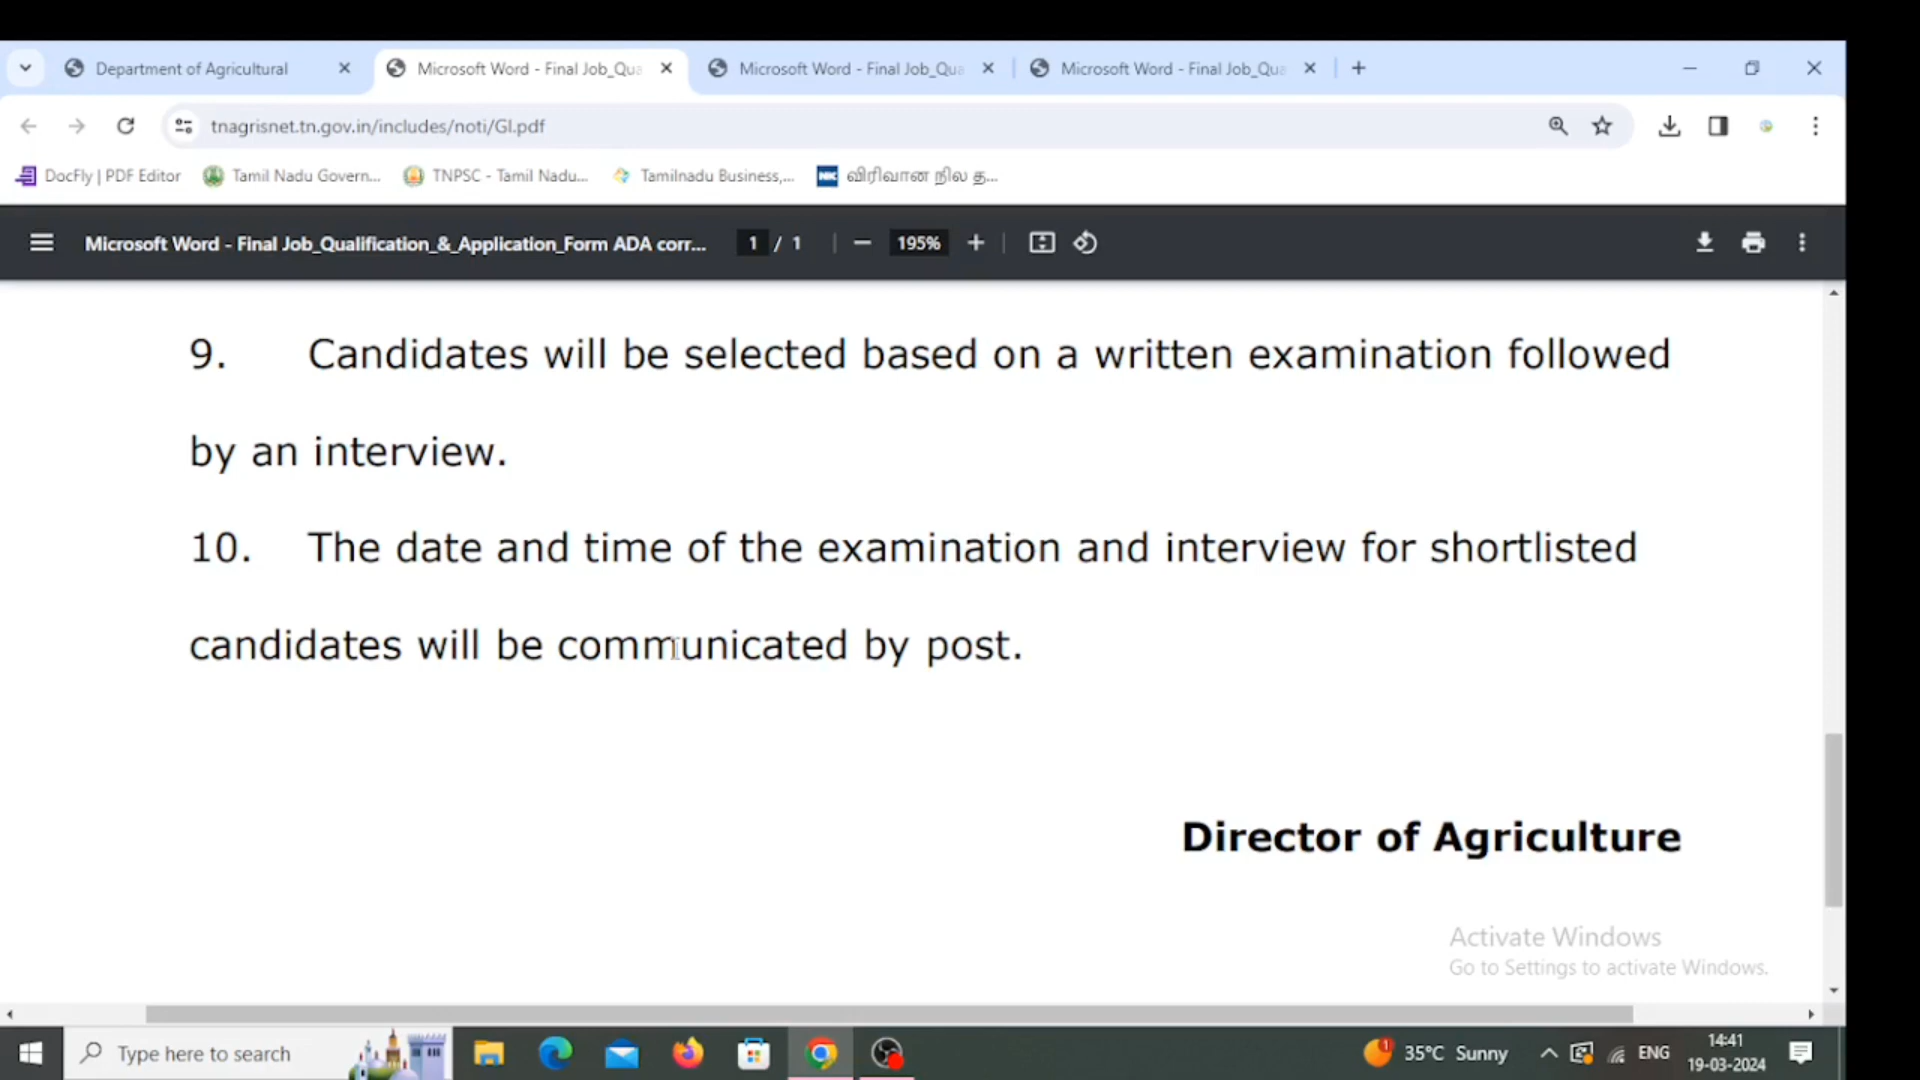 Department of Agricultural
Microsoft Word - Final Job_Qua
Microsoft Word - Final Job_Qua
Microsoft Word - Final Job_Qua
tnagrisnet.tn.gov.in/includes/noti/GI.pdf
DocFly | PDF Editor
Tamil Nadu Govern...
TNPSC - Tamil Nadu...
Tamilnadu Business,...
விரிவான நில த...
Microsoft Word - Final Job_Qualification_&_Application_Form ADA corr...
1 / 1
195%
9. Candidates will be selected based on a written examination followed
by an interview.
10. The date and time of the examination and interview for shortlisted
candidates will be communicated by post.
Director of Agriculture
Activate Windows
Go to Settings to activate Windows.
Type here to search
35°C Sunny
ENG
14:41
19-03-2024